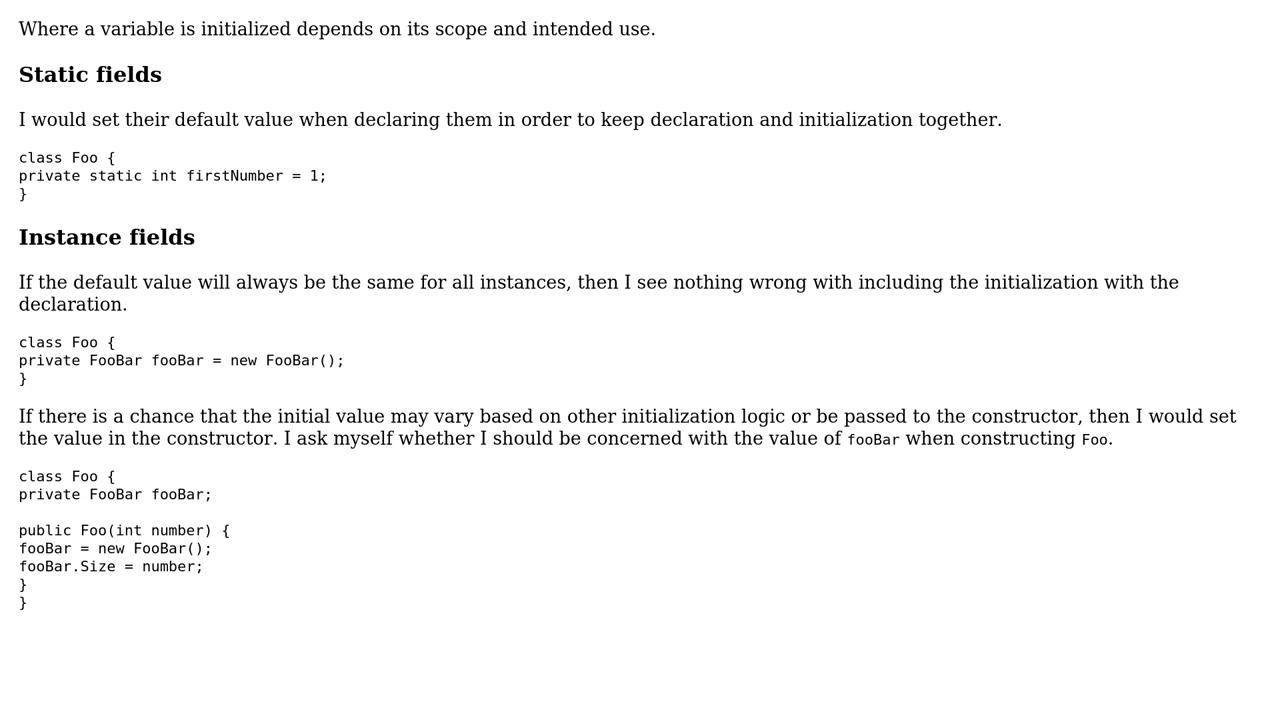 Where a variable is initialized depends on its scope and intended use.
Static fields
I would set their default value when declaring them in order to keep declaration and initialization together.
class Foo {
private static int firstNumber = 1;
}
Instance fields
If the default value will always be the same for all instances, then I see nothing wrong with including the initialization with the
declaration.
class Foo {
private FooBar fooBar = new FooBar();
}
If there is a chance that the initial value may vary based on other initialization logic or be passed to the constructor, then I would set
the value in the constructor. I ask myself whether I should be concerned with the value of fooBar when constructing Foo.
class Foo {
private FooBar fooBar;
public Foo(int number) {
fooBar = new FooBar();
fooBar.Size = number;
}
}